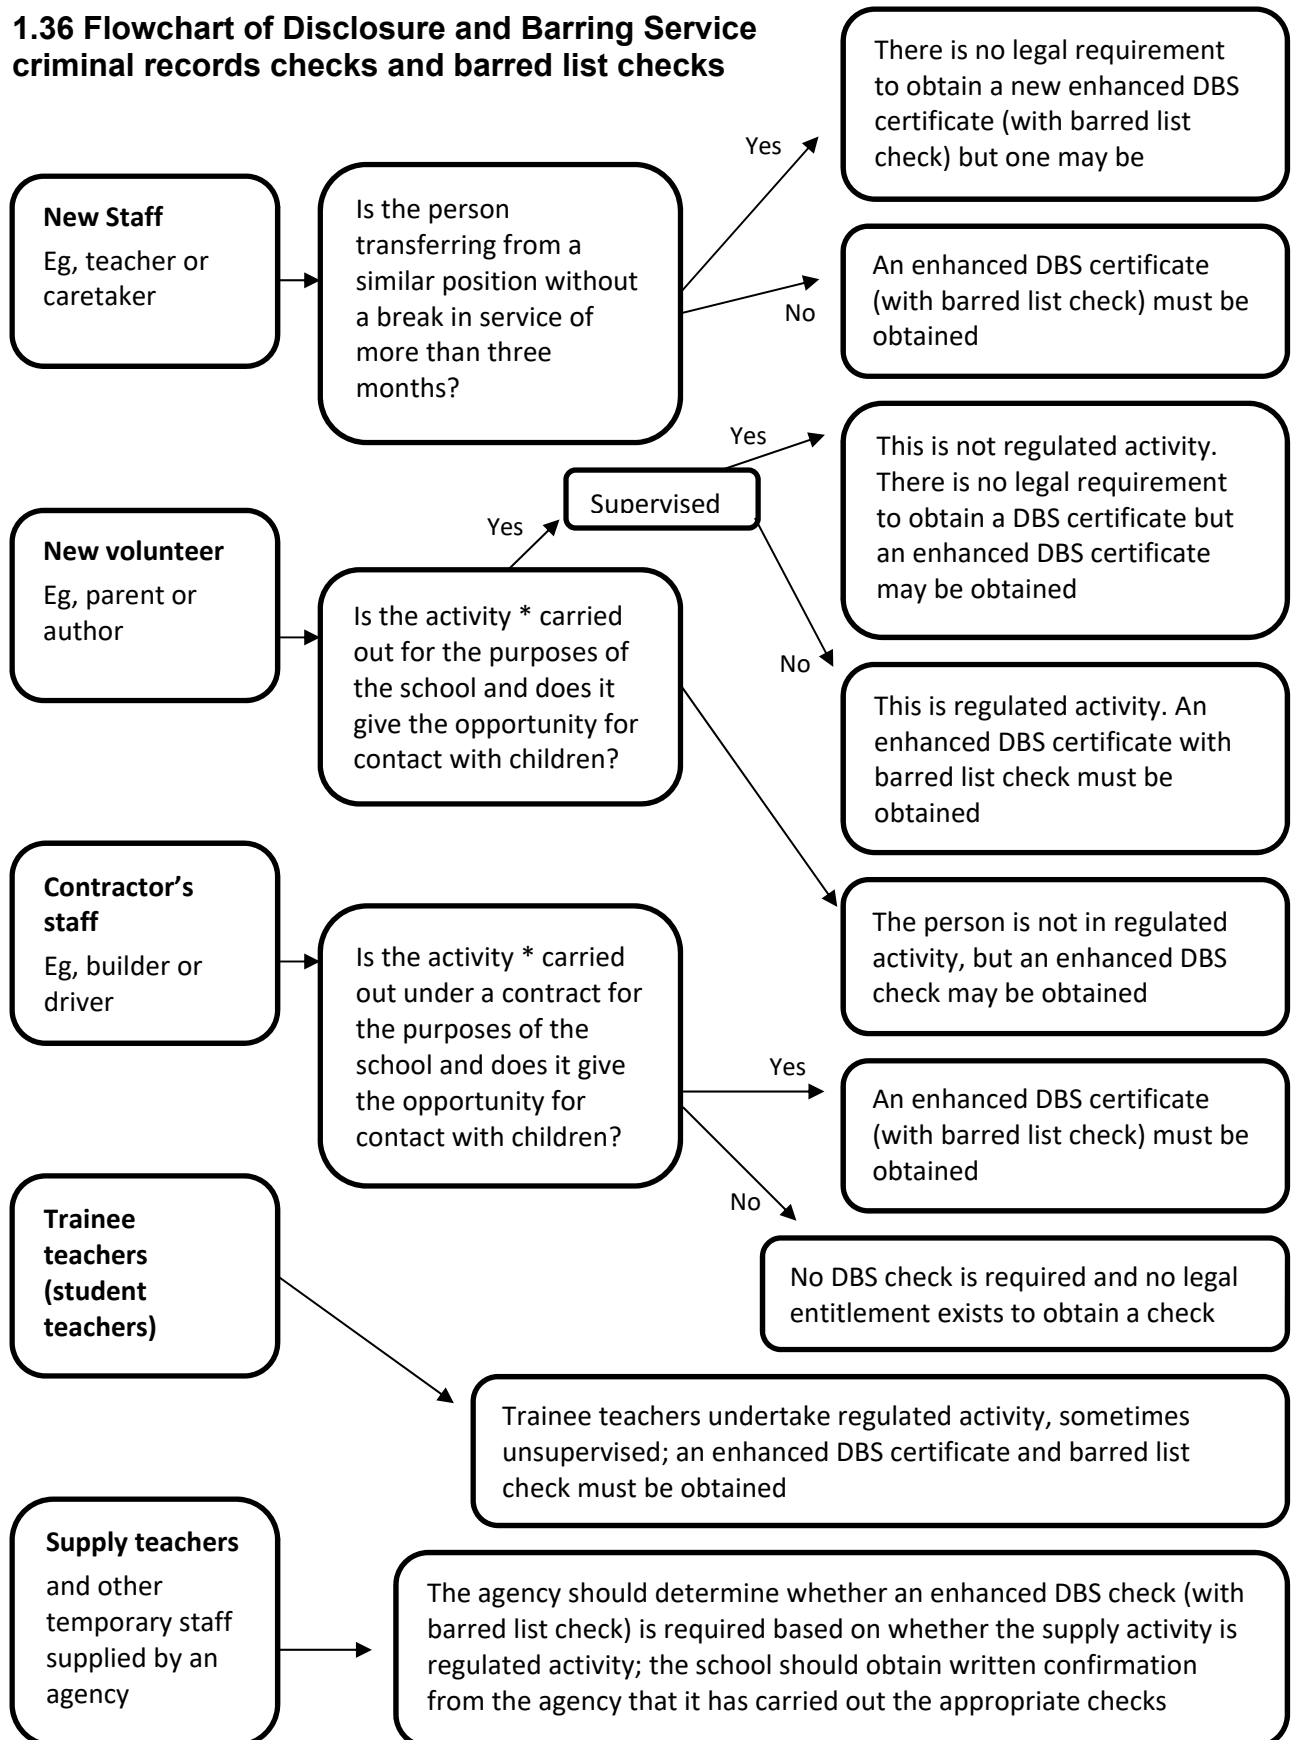 1.36 Flowchart of Disclosure and Barring Service
criminal records checks and barred list checks
New Staff
Eg, teacher or
caretaker
Is the person
transferring from a
similar position without
a break in service of
more than three
months?
Yes
There is no legal requirement
to obtain a new enhanced DBS
certificate (with barred list
check) but one may be
No
An enhanced DBS certificate
(with barred list check) must be
obtained
New volunteer
Eg, parent or
author
Is the activity * carried
out for the purposes of
the school and does it
give the opportunity for
contact with children?
Yes
Supervised
Yes
This is not regulated activity.
There is no legal requirement
to obtain a DBS certificate but
an enhanced DBS certificate
may be obtained
No
This is regulated activity. An
enhanced DBS certificate with
barred list check must be
obtained
The person is not in regulated
activity, but an enhanced DBS
check may be obtained
Contractor’s
staff
Eg, builder or
driver
Is the activity * carried
out under a contract for
the purposes of the
school and does it give
the opportunity for
contact with children?
Yes
An enhanced DBS certificate
(with barred list check) must be
obtained
No
No DBS check is required and no legal
entitlement exists to obtain a check
Trainee
teachers
(student
teachers)
Trainee teachers undertake regulated activity, sometimes
unsupervised; an enhanced DBS certificate and barred list
check must be obtained
Supply teachers
and other
temporary staff
supplied by an
agency
The agency should determine whether an enhanced DBS check (with
barred list check) is required based on whether the supply activity is
regulated activity; the school should obtain written confirmation
from the agency that it has carried out the appropriate checks